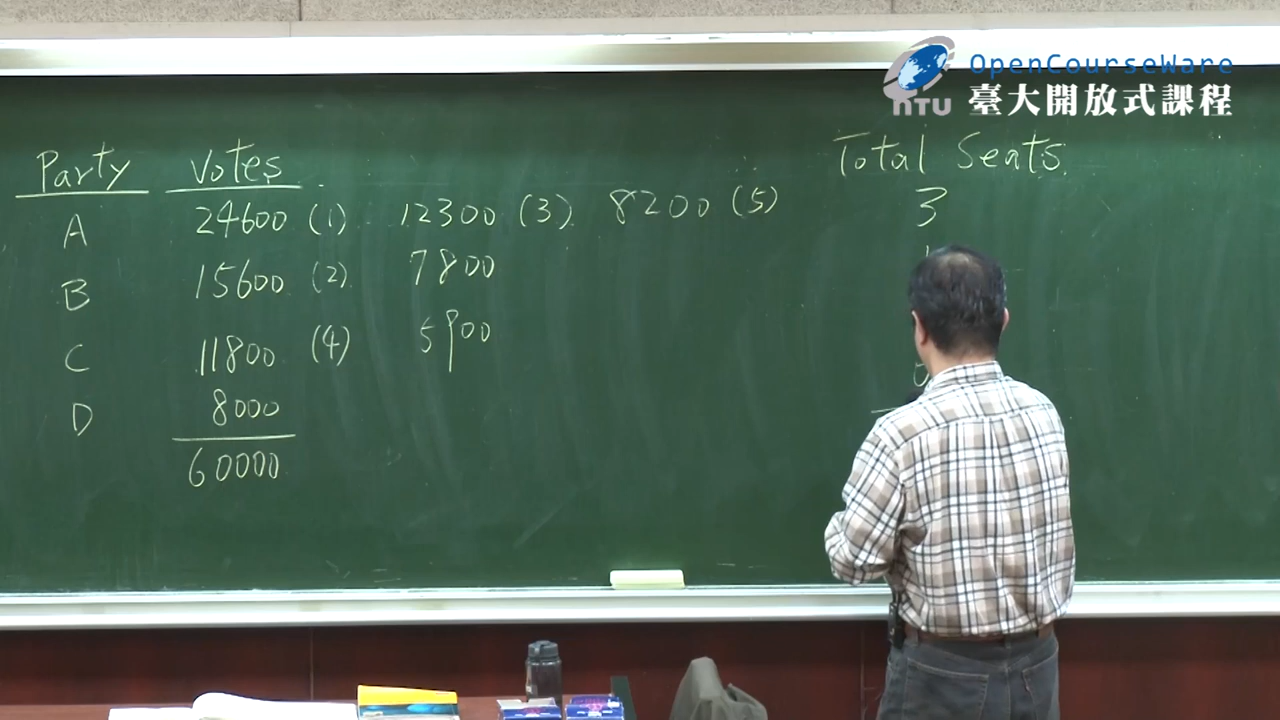 OpenCourseWare
NTU 臺大開放式課程
Party Votes Total Seats
A 24600 (1) 12300 (3) 8200 (5) 3
B 15600 (2) 7800
C 11800 (4) 5900
D 8000
60000